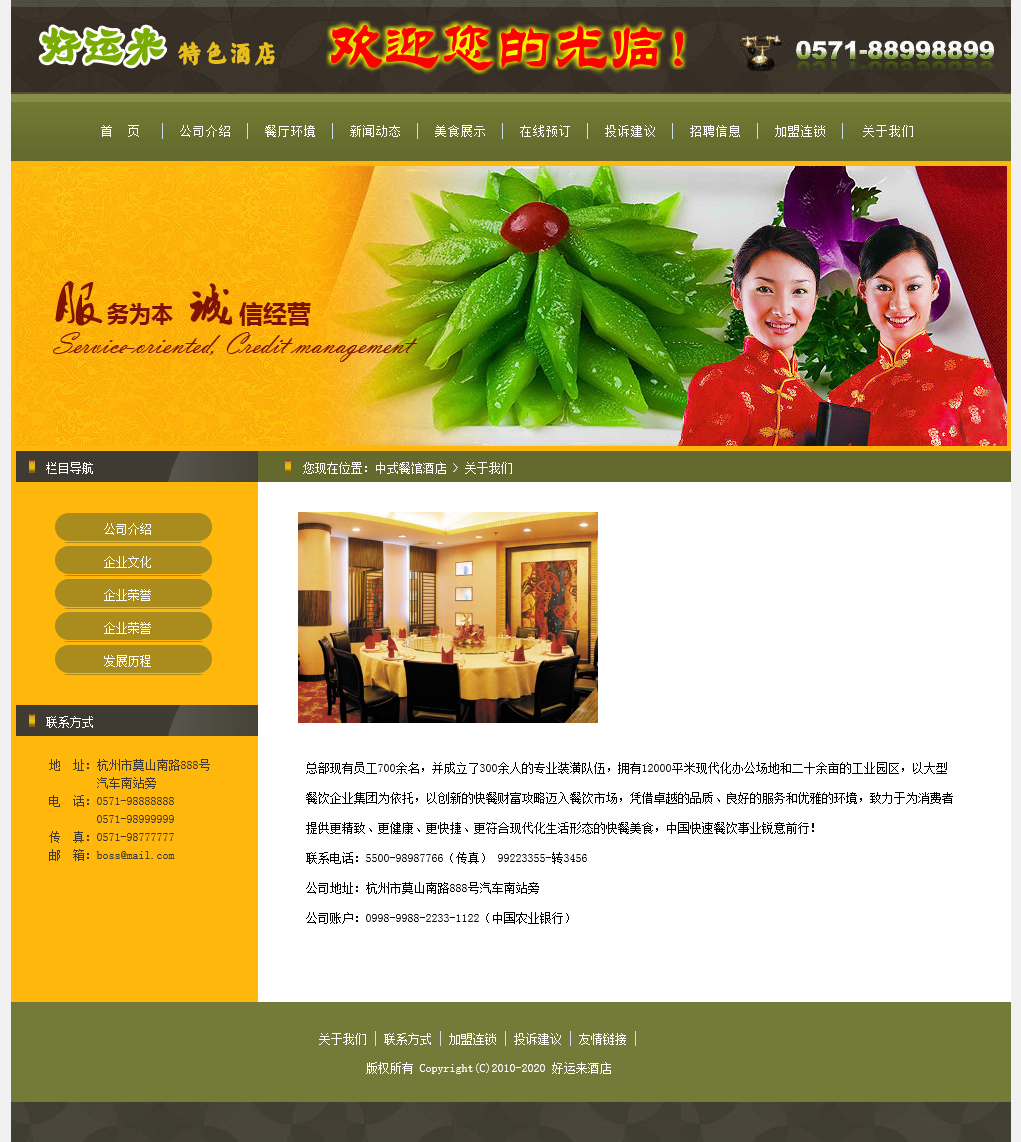 好运来 特色酒店 欢迎您的光临！ 0571-88998899
首 页 公司介绍 餐厅环境 新闻动态 美食展示 在线预订 投诉建议 招聘信息 加盟连锁 关于我们
服务为本 诚信经营
Service-oriented, Credit management
栏目导航
您现在位置：中式餐馆酒店 > 关于我们
公司介绍
企业文化
企业荣誉
企业荣誉
发展历程
联系方式
地 址：杭州市莫山南路888号
汽车南站旁
电 话：0571-98888888
0571-98999999
传 真：0571-98777777
邮 箱：boss@mail.com
总部现有员工700余名，并成立了300余人的专业装潢队伍，拥有12000平米现代化办公场地和二十余亩的工业园区，以大型
餐饮企业集团为依托，以创新的快餐财富攻略迈入餐饮市场，凭借卓越的品质、良好的服务和优雅的环境，致力于为消费者
提供更精致、更健康、更快捷、更符合现代化生活形态的快餐美食，中国快速餐饮事业锐意前行！
联系电话：5500-98987766（传真） 99223355-转3456
公司地址：杭州市莫山南路888号汽车南站旁
公司账户：0998-9988-2233-1122（中国农业银行）
关于我们 联系方式 加盟连锁 投诉建议 友情链接
版权所有 Copyright(C)2010-2020 好运来酒店